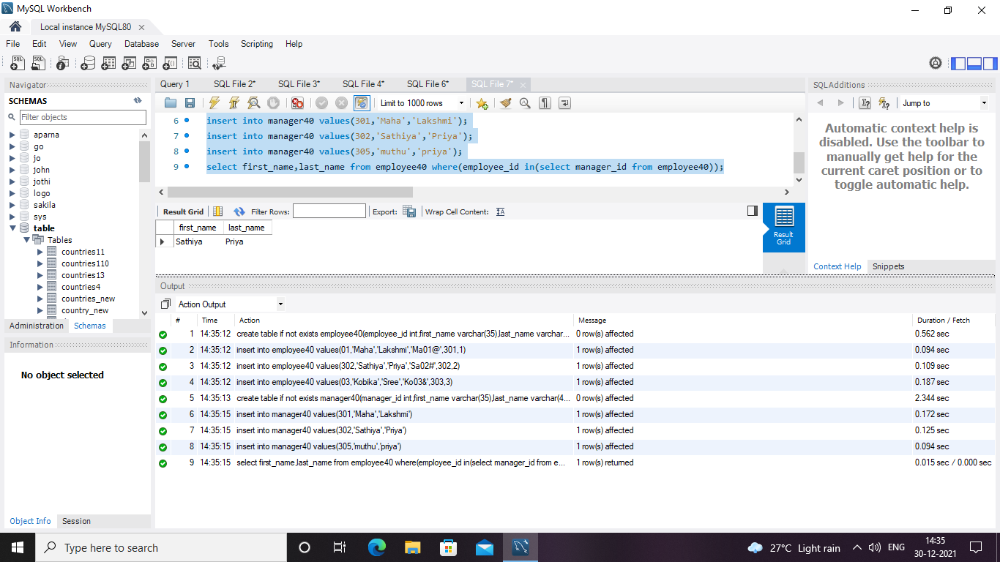 MySQL Workbench
Local instance MySQL80
File Edit View Query Database Server Tools Scripting Help
Navigator
SCHEMAS
Filter objects
aparna
go
jo
john
jothi
logo
sakila
sys
table
Tables
countries11
countries110
countries13
countries4
countries_new
country_new
Administration Schemas
Information
No object selected
Object Info Session
Query 1 SQL File 2* SQL File 3* SQL File 4* SQL File 6* SQL File 7*
Limit to 1000 rows
6 insert into manager40 values(301,'Maha','Lakshmi');
7 insert into manager40 values(302,'Sathiya','Priya');
8 insert into manager40 values(305,'muthu','priya');
9 select first_name,last_name from employee40 where(employee_id in(select manager_id from employee40));
Result Grid Filter Rows: Export: Wrap Cell Content:
first_name last_name
Sathiya Priya
Result Grid
SQLAdditions
Jump to
Automatic context help is
disabled. Use the toolbar to
manually get help for the
current caret position or to
toggle automatic help.
Context Help Snippets
Output
Action Output
# Time Action Message Duration / Fetch
1 14:35:12 create table if not exists employee40(employee_id int,first_name varchar(35),last_name varchar... 0 row(s) affected 0.562 sec
2 14:35:12 insert into employee40 values(01,'Maha','Lakshmi','Ma01@',301,1) 1 row(s) affected 0.094 sec
3 14:35:12 insert into employee40 values(302,'Sathiya','Priya','Sa02#',302,2) 1 row(s) affected 0.109 sec
4 14:35:12 insert into employee40 values(03,'Kobika','Sree','Ko03&',303,3) 1 row(s) affected 0.187 sec
5 14:35:13 create table if not exists manager40(manager_id int,first_name varchar(35),last_name varchar(4... 0 row(s) affected 2.344 sec
6 14:35:15 insert into manager40 values(301,'Maha','Lakshmi') 1 row(s) affected 0.172 sec
7 14:35:15 insert into manager40 values(302,'Sathiya','Priya') 1 row(s) affected 0.125 sec
8 14:35:15 insert into manager40 values(305,'muthu','priya') 1 row(s) affected 0.094 sec
9 14:35:15 select first_name,last_name from employee40 where(employee_id in(select manager_id from e... 1 row(s) returned 0.015 sec / 0.000 sec
Type here to search
27°C Light rain
ENG
14:35
30-12-2021